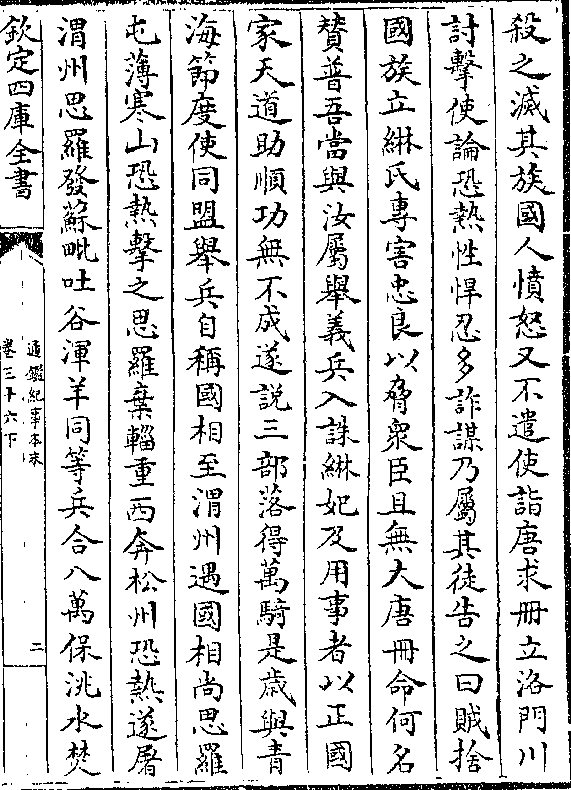 殺之滅其族國人憤怒又不遣使詣唐求冊立洛門川
討擊使論恐熱性悍忍多詐謀乃屬其徒告之曰賊捨
國族立綝氏專害忠良以脅衆臣且無大唐冊命何名
賛普吾當與汝屬舉義兵入誅綝妃及用事者以正國
家天道助順功無不成遂說三部落得萬騎是歲與青
海節度使同盟舉兵自稱國相至渭州遇國相尚思羅
屯薄寒山恐熱擊之思羅棄輜重西奔松州恐熱遂屠
渭州思羅發蘇毗吐谷渾羊同等兵合八萬保洮水焚
欽定四庫全書
通鑑紀事本末
卷三十六下
二